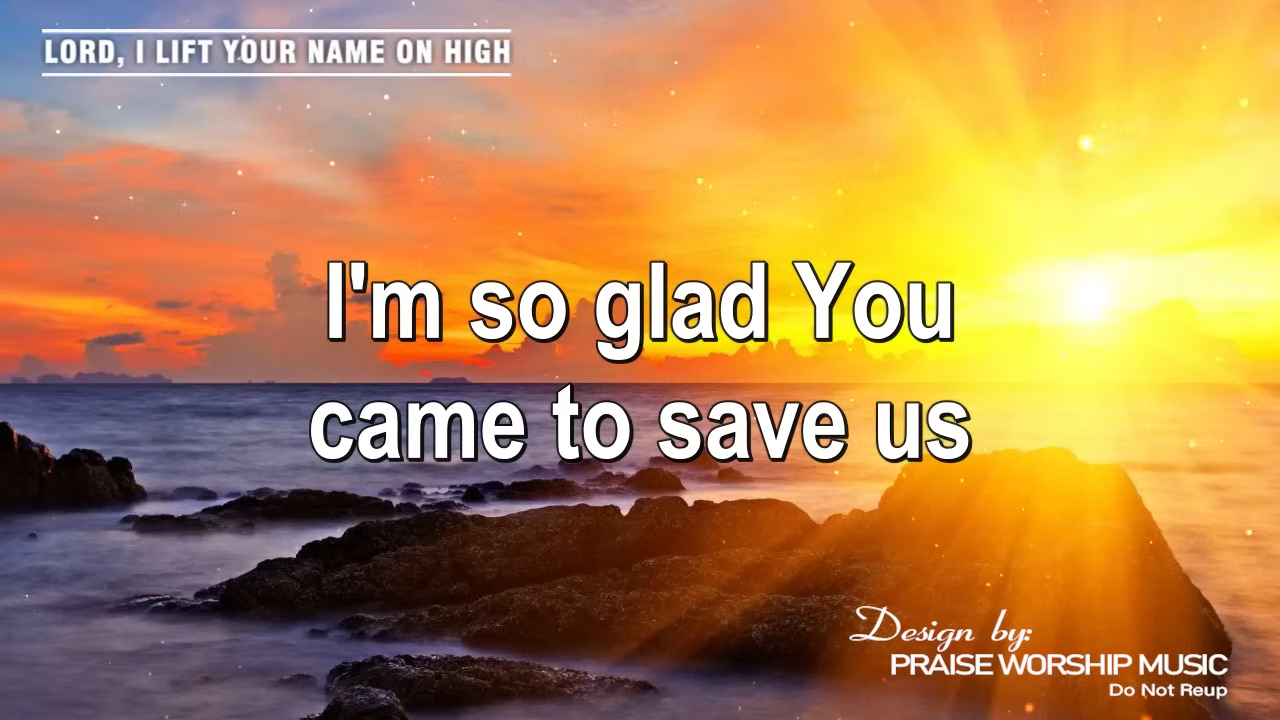 LORD, I LIFT YOUR NAME ON HIGH
I'm so glad You
came to save us
Design by:
PRAISE WORSHIP MUSIC
Do Not Reup